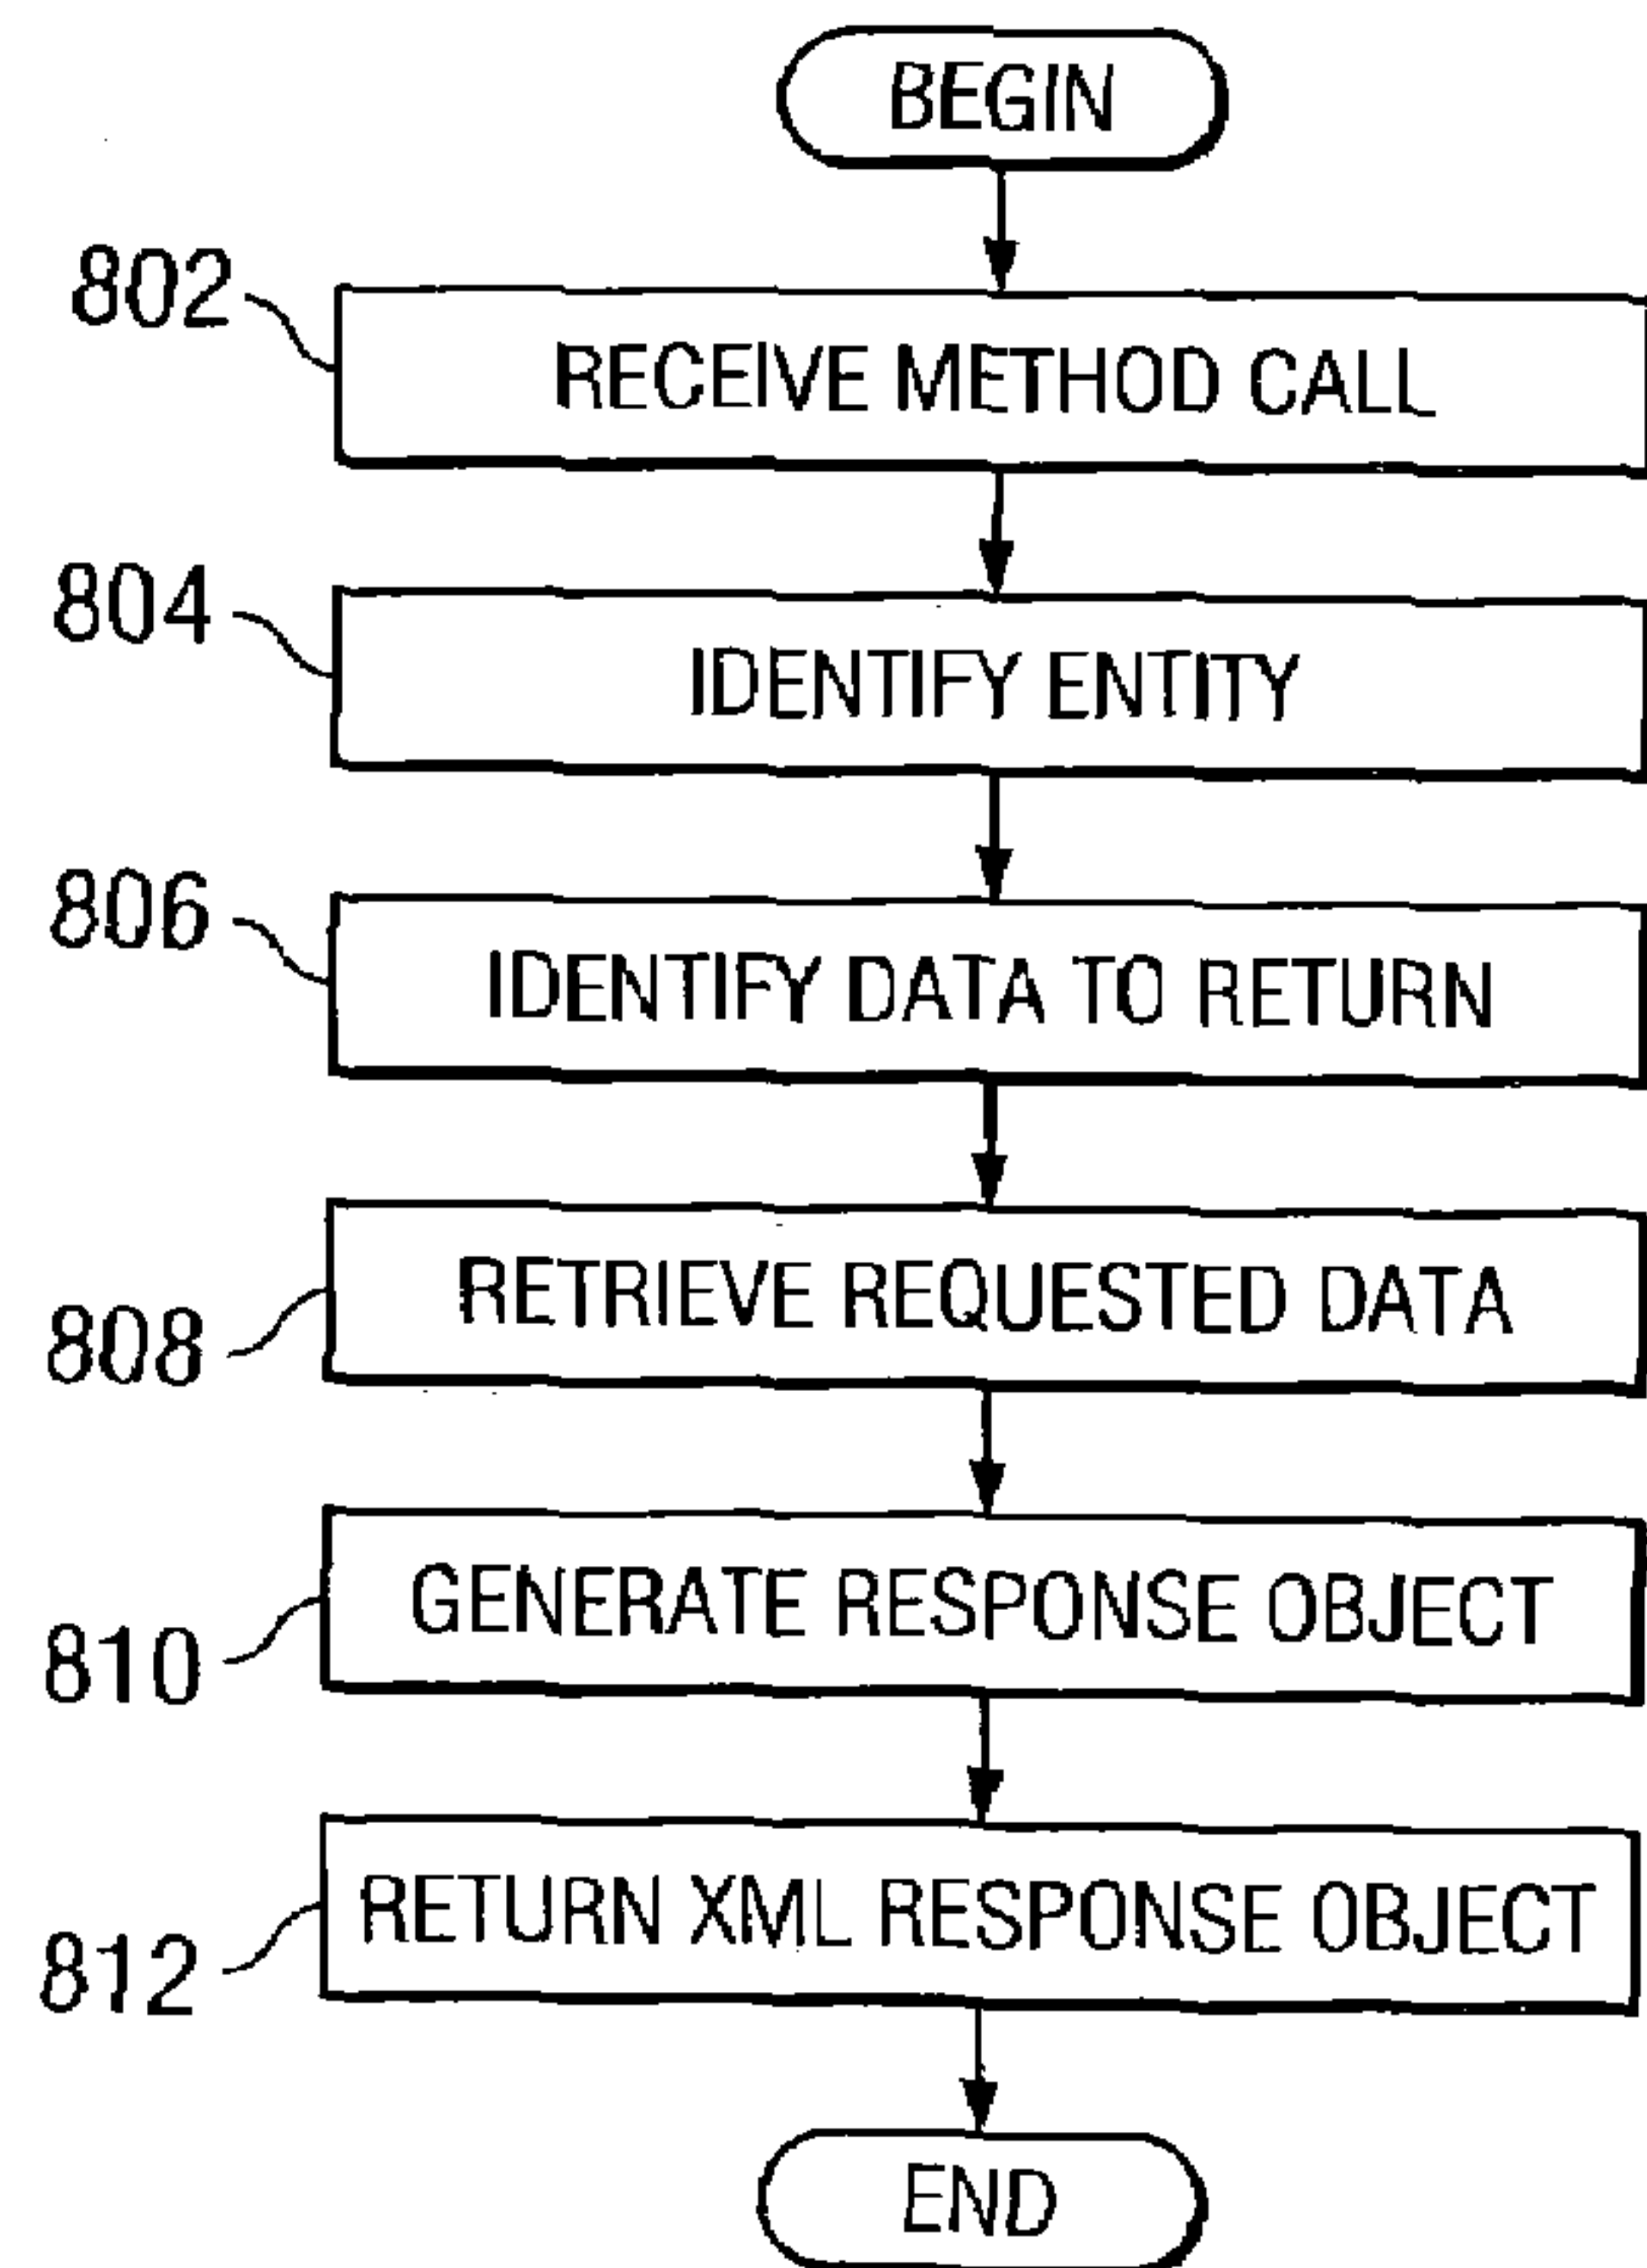 BEGIN
802
RECEIVE METHOD CALL
804
IDENTIFY ENTITY
806
IDENTIFY DATA TO RETURN
808
RETRIEVE REQUESTED DATA
810
GENERATE RESPONSE OBJECT
812
RETURN XML RESPONSE OBJECT
END